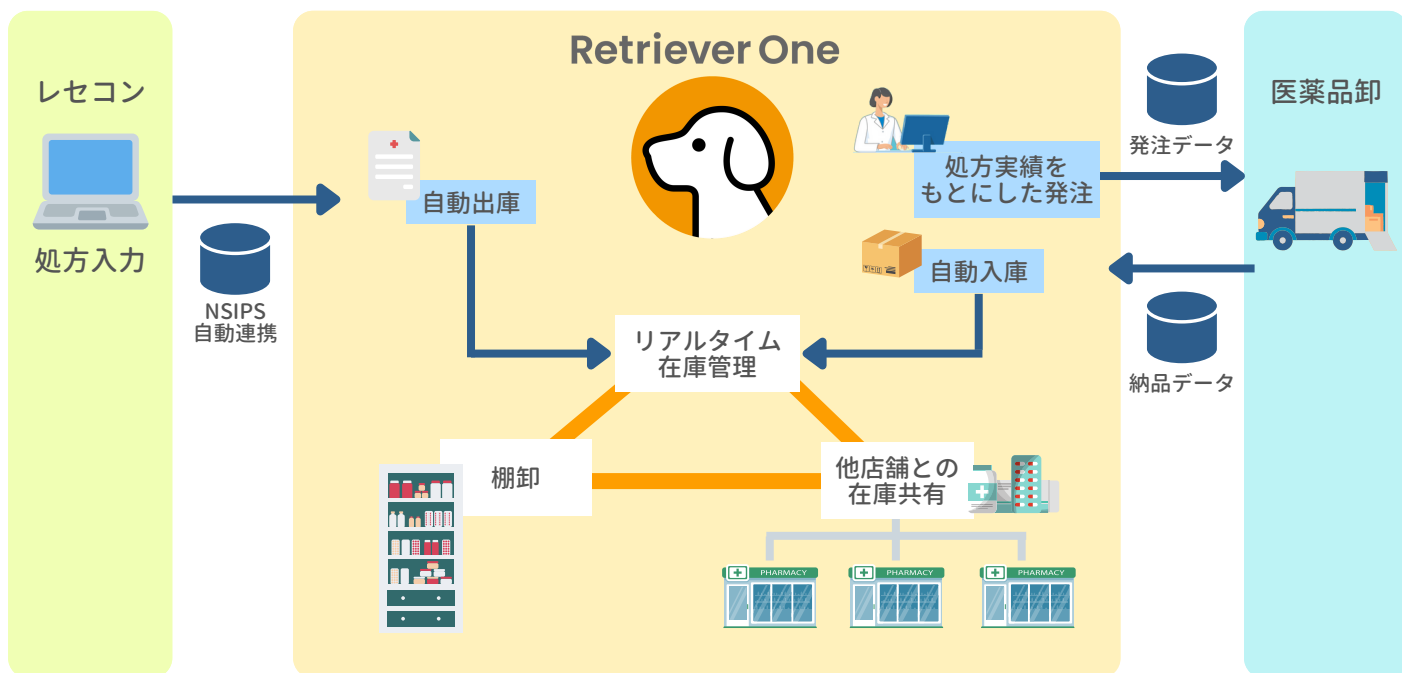 Retriever One
レセコン
処方入力
NSIPS
自動連携
自動出庫
処方実績を
もとにした発注
自動入庫
リアルタイム
在庫管理
棚卸
他店舗との
在庫共有
PHARMACY
PHARMACY
PHARMACY
発注データ
納品データ
医薬品卸